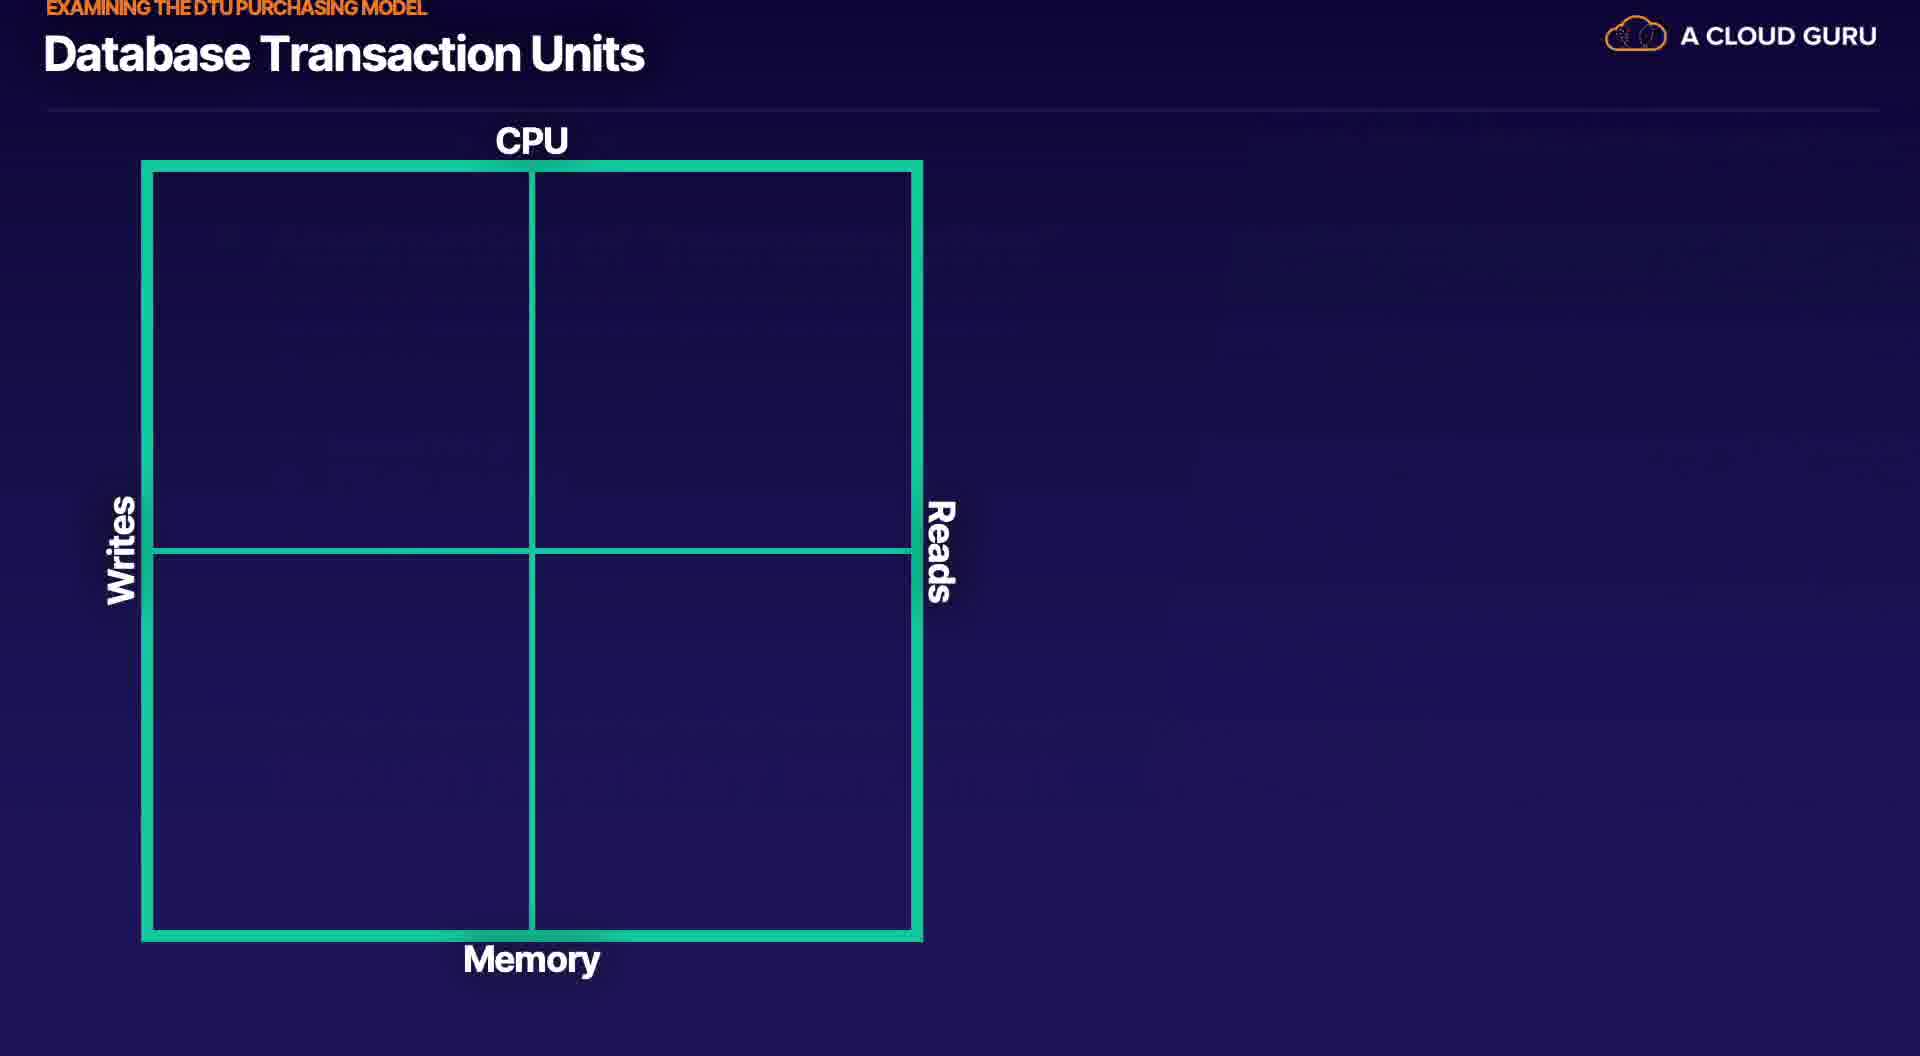 EXAMINING THE DTU PURCHASING MODEL
Database Transaction Units
A CLOUD GURU
CPU
Writes
Reads
Memory